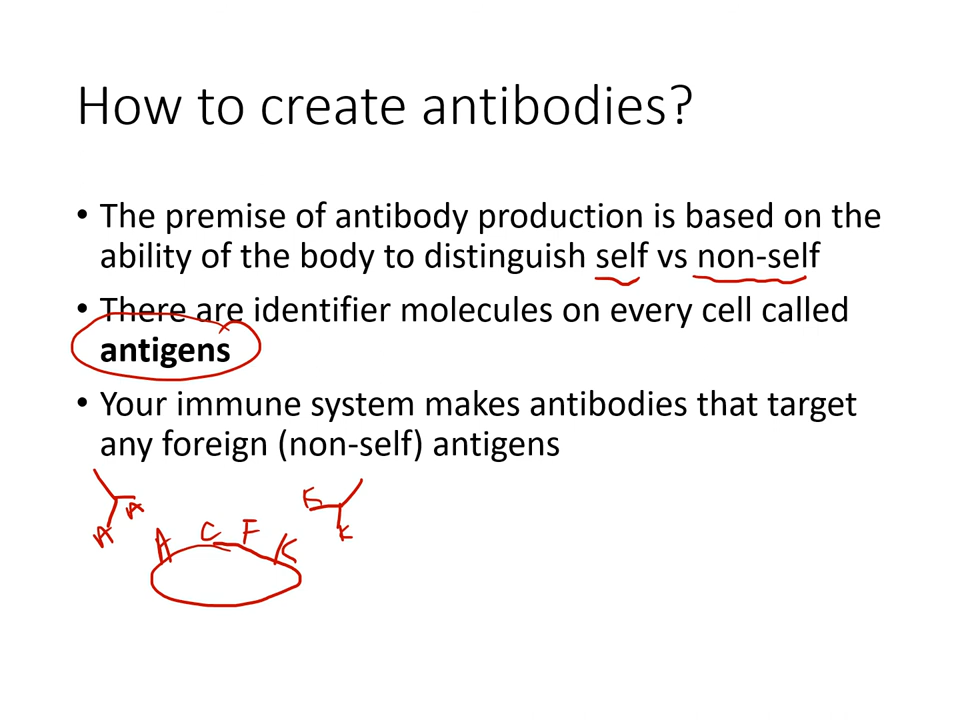 How to create antibodies?
• The premise of antibody production is based on the
ability of the body to distinguish self vs non-self
• There are identifier molecules on every cell called
antigens
• Your immune system makes antibodies that target
any foreign (non-self) antigens
A A
A C F K
K